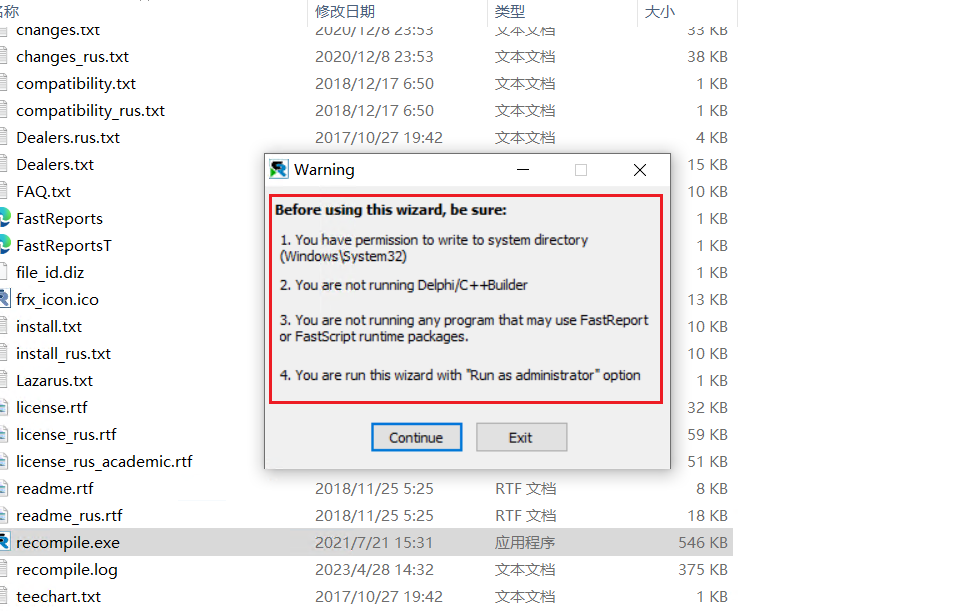 名称 修改日期 类型 大小
changes.txt 2020/12/8 23:53 文本文档 33 KB
changes_rus.txt 2020/12/8 23:53 文本文档 38 KB
compatibility.txt 2018/12/17 6:50 文本文档 1 KB
compatibility_rus.txt 2018/12/17 6:50 文本文档 1 KB
Dealers.rus.txt 2017/10/27 19:42 文本文档 4 KB
Dealers.txt 15 KB
FAQ.txt 10 KB
FastReports 1 KB
FastReportsT 1 KB
file_id.diz 1 KB
frx_icon.ico 13 KB
install.txt 10 KB
install_rus.txt 10 KB
Lazarus.txt 1 KB
license.rtf 32 KB
license_rus.rtf 59 KB
license_rus_academic.rtf 51 KB
readme.rtf 2018/11/25 5:25 RTF 文档 8 KB
readme_rus.rtf 2018/11/25 5:25 RTF 文档 18 KB
recompile.exe 2021/7/21 15:31 应用程序 546 KB
recompile.log 2023/4/28 14:32 文本文档 375 KB
teechart.txt 2017/10/27 19:42 文本文档 1 KB
Warning
Before using this wizard, be sure:
1. You have permission to write to system directory
(Windows\System32)
2. You are not running Delphi/C++Builder
3. You are not running any program that may use FastReport
or FastScript runtime packages.
4. You are run this wizard with "Run as administrator" option
Continue Exit